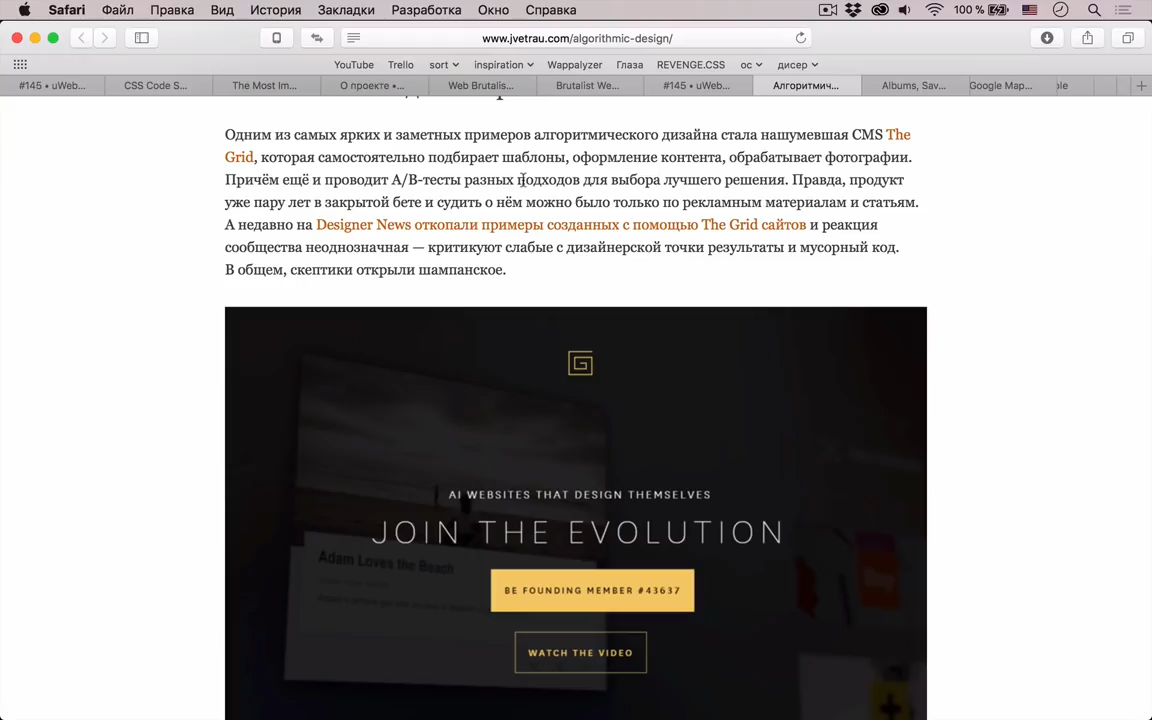 Safari Файл Правка Вид История Закладки Разработка Окно Справка 100 %
www.jvetrau.com/algorithmic-design/
YouTube Trello sort inspiration Wappalyzer Глаза REVENGE.CSS ос дисер
#145 • uWeb... CSS Code S... The Most Im... О проекте •... Web Brutalis... Brutalist We... #145 • uWeb... Алгоритмич... Albums, Sav... Google Map... ple
Одним из самых ярких и заметных примеров алгоритмического дизайна стала нашумевшая CMS The
Grid, которая самостоятельно подбирает шаблоны, оформление контента, обрабатывает фотографии.
Причём ещё и проводит A/B-тесты разных подходов для выбора лучшего решения. Правда, продукт
уже пару лет в закрытой бете и судить о нём можно было только по рекламным материалам и статьям.
А недавно на Designer News откопали примеры созданных с помощью The Grid сайтов и реакция
сообщества неоднозначная — критикуют слабые с дизайнерской точки результаты и мусорный код.
В общем, скептики открыли шампанское.
AI WEBSITES THAT DESIGN THEMSELVES
JOIN THE EVOLUTION
Adam Loves the Beach
BE FOUNDING MEMBER #43637
WATCH THE VIDEO